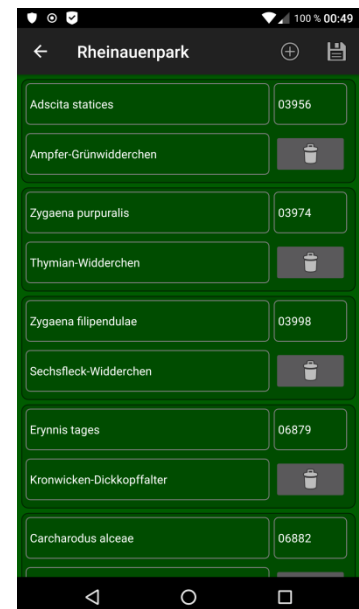 100 % 00:49
Rheinauenpark
Adscita statices
03956
Ampfer-Grünwidderchen
Zygaena purpuralis
03974
Thymian-Widderchen
Zygaena filipendulae
03998
Sechsfleck-Widderchen
Erynnis tages
06879
Kronwicken-Dickkopffalter
Carcharodus alceae
06882